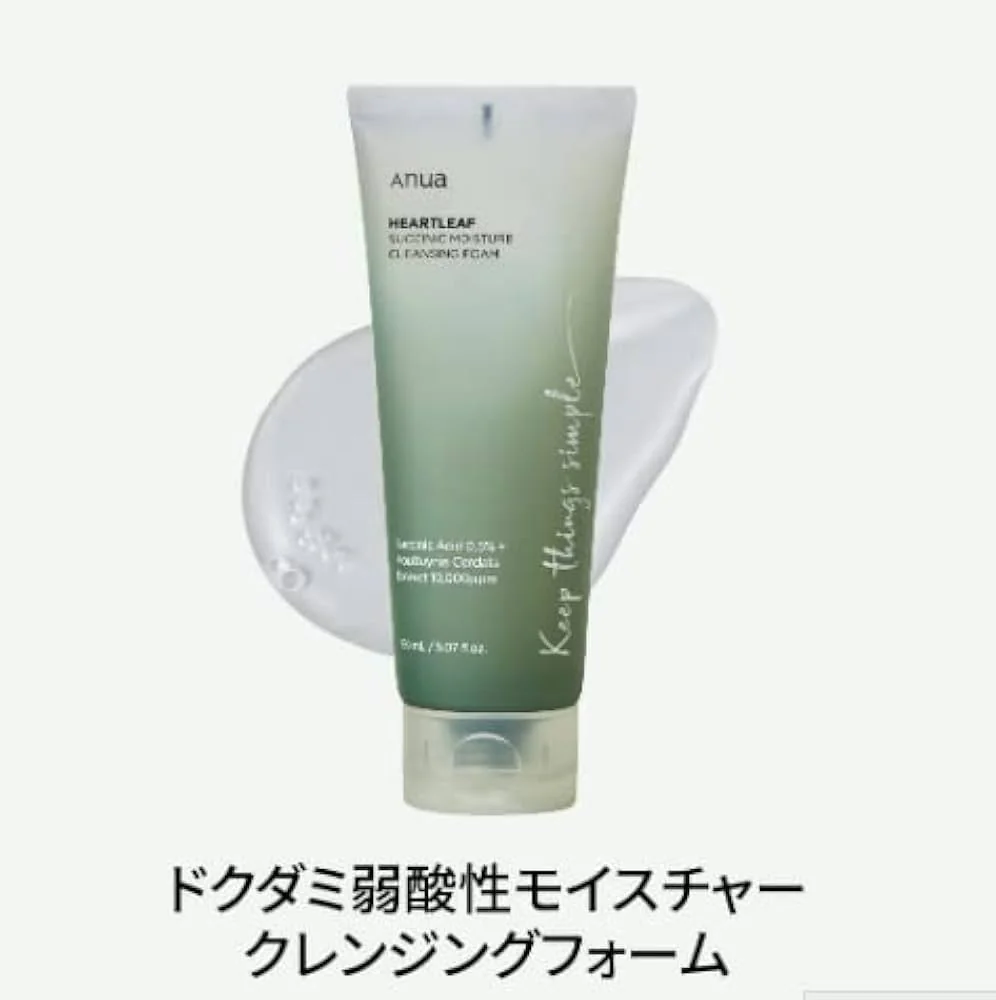 Anua
HEARTLEAF
SUCCINIC MOISTURE
CLEANSING FOAM
Keep things simple
Succinic Acid 0.5% +
Houttuynia Cordata
Extract 10,000ppm
150mL / 5.07 fl.oz.
ドクダミ弱酸性モイスチャー
クレンジングフォーム